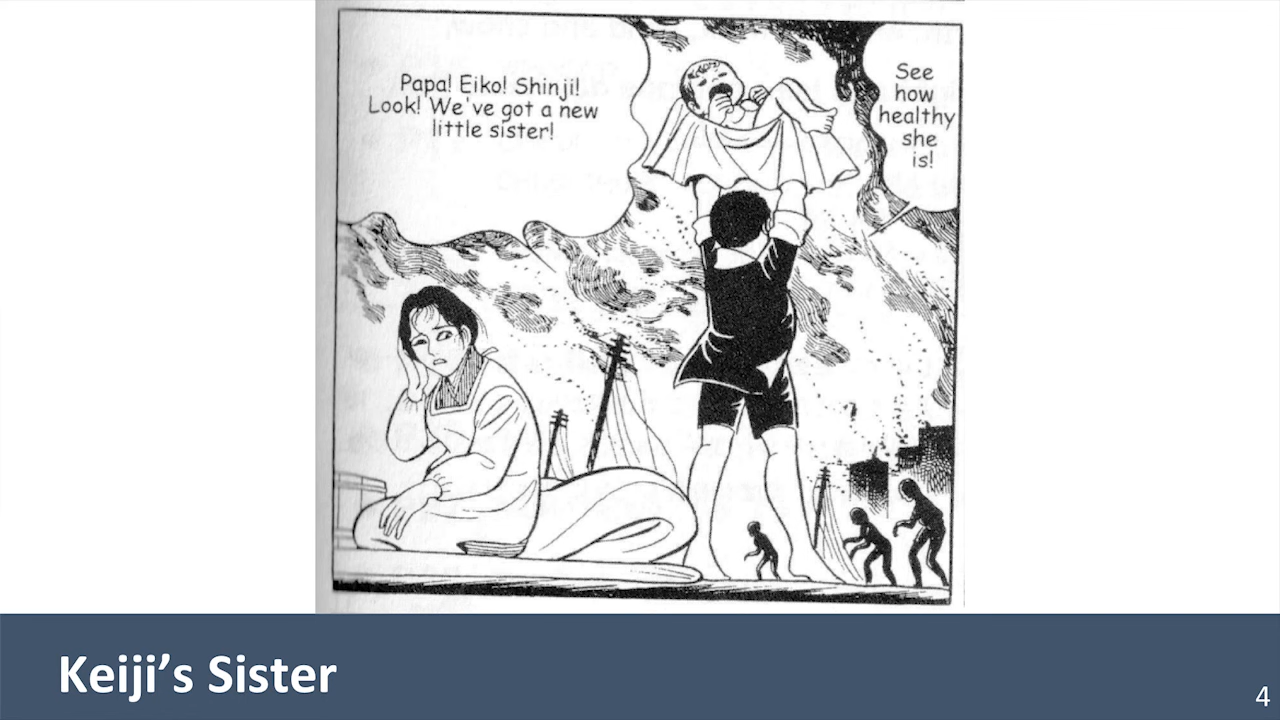 Papa! Eiko! Shinji!
Look! We've got a new
little sister!
See
how
healthy
she
is!
Keiji's Sister
4